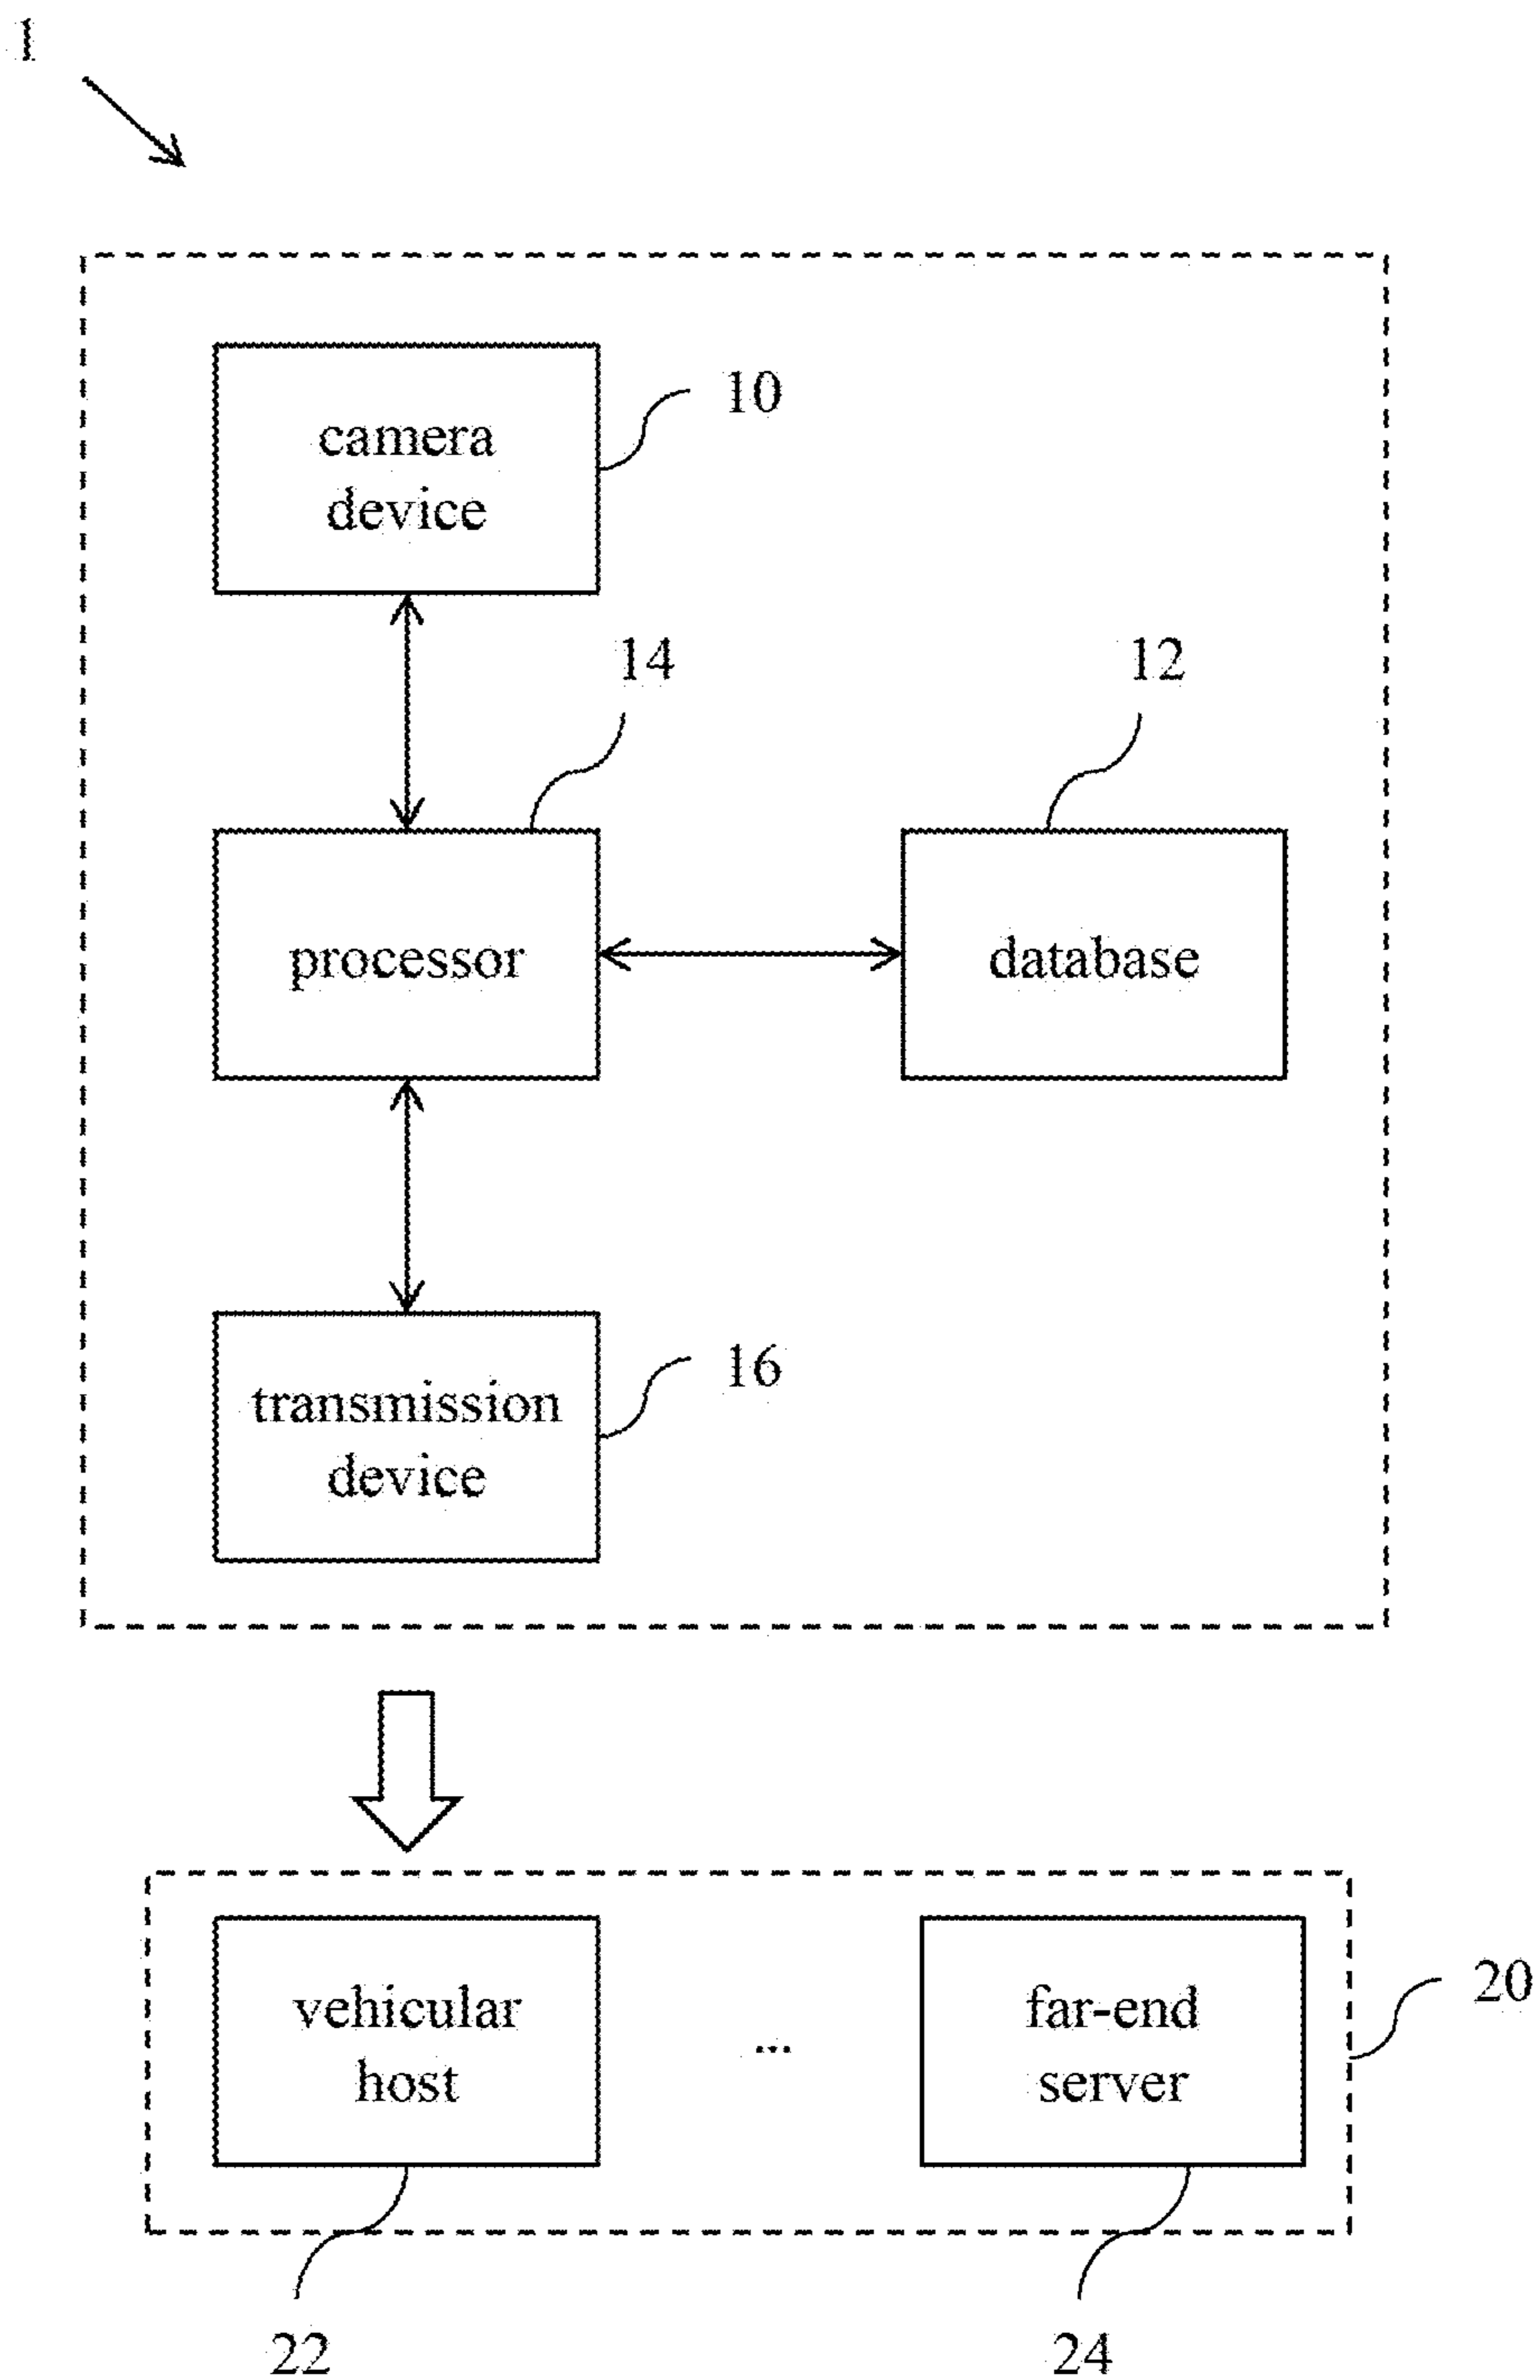 1
10
camera
device
14
12
processor
database
16
transmission
device
20
vehicular
host
...
far-end
server
22
24